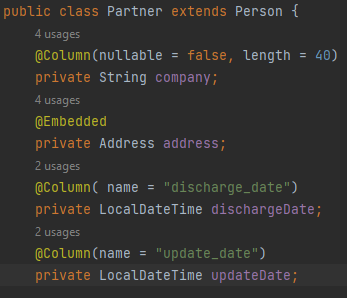 public class Partner extends Person {
4 usages
@Column(nullable = false, length = 40)
private String company;
4 usages
@Embedded
private Address address;
2 usages
@Column( name = "discharge_date")
private LocalDateTime dischargeDate;
2 usages
@Column(name = "update_date")
private LocalDateTime updateDate;